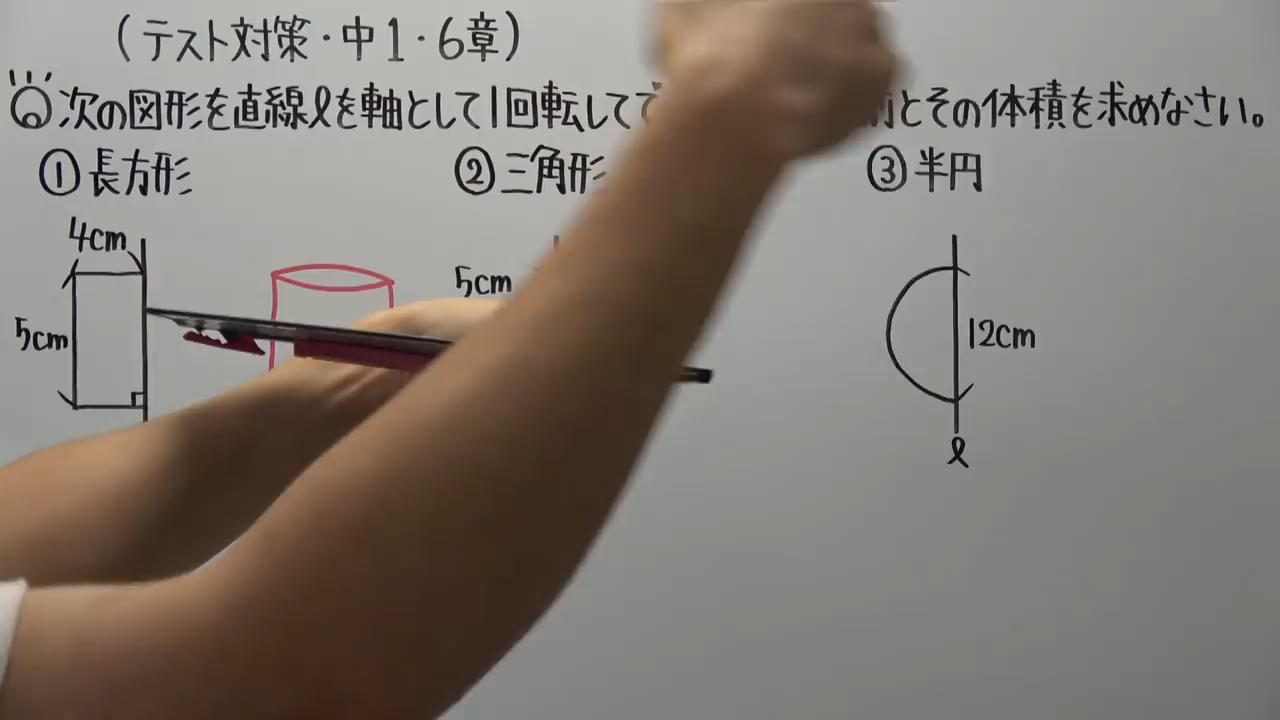 (テスト対策・中1・6章)
Q 次の図形を直線ℓを軸として1回転して とその体積を求めなさい。
①長方形 ②三角形 ③半円
4cm
5cm
5cm
12cm
ℓ